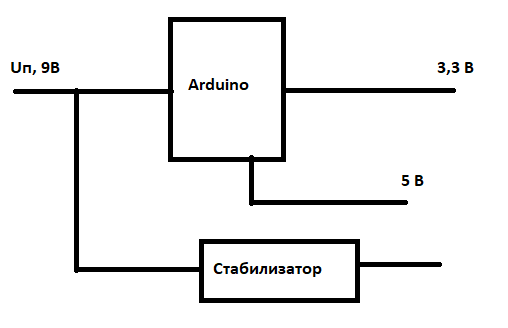 Uп, 9В
Arduino
3,3 В
5 В
Стабилизатор